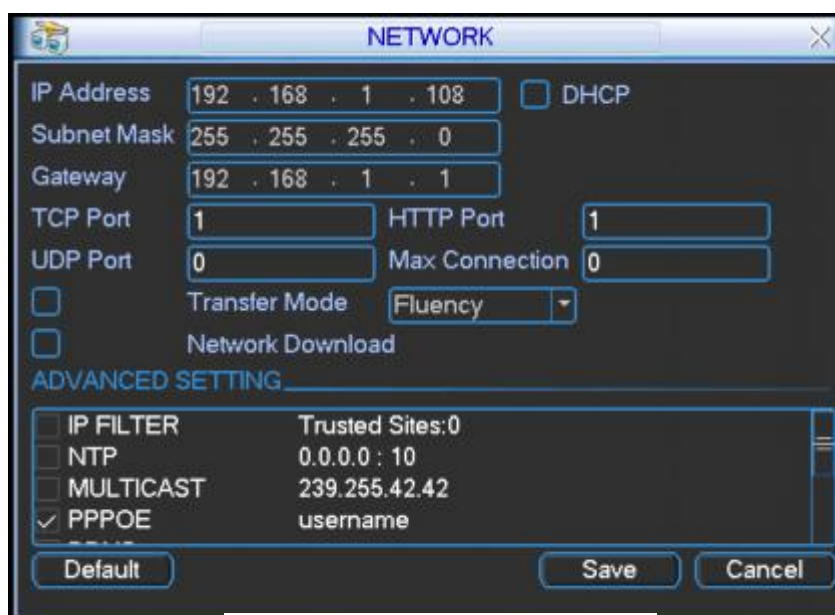 NETWORK
IP Address 192 . 168 . 1 . 108 DHCP
Subnet Mask 255 . 255 . 255 . 0
Gateway 192 . 168 . 1 . 1
TCP Port 1 HTTP Port 1
UDP Port 0 Max Connection 0
Transfer Mode Fluency
Network Download
ADVANCED SETTING
IP FILTER Trusted Sites:0
NTP 0.0.0.0 : 10
MULTICAST 239.255.42.42
PPPOE username
Default Save Cancel